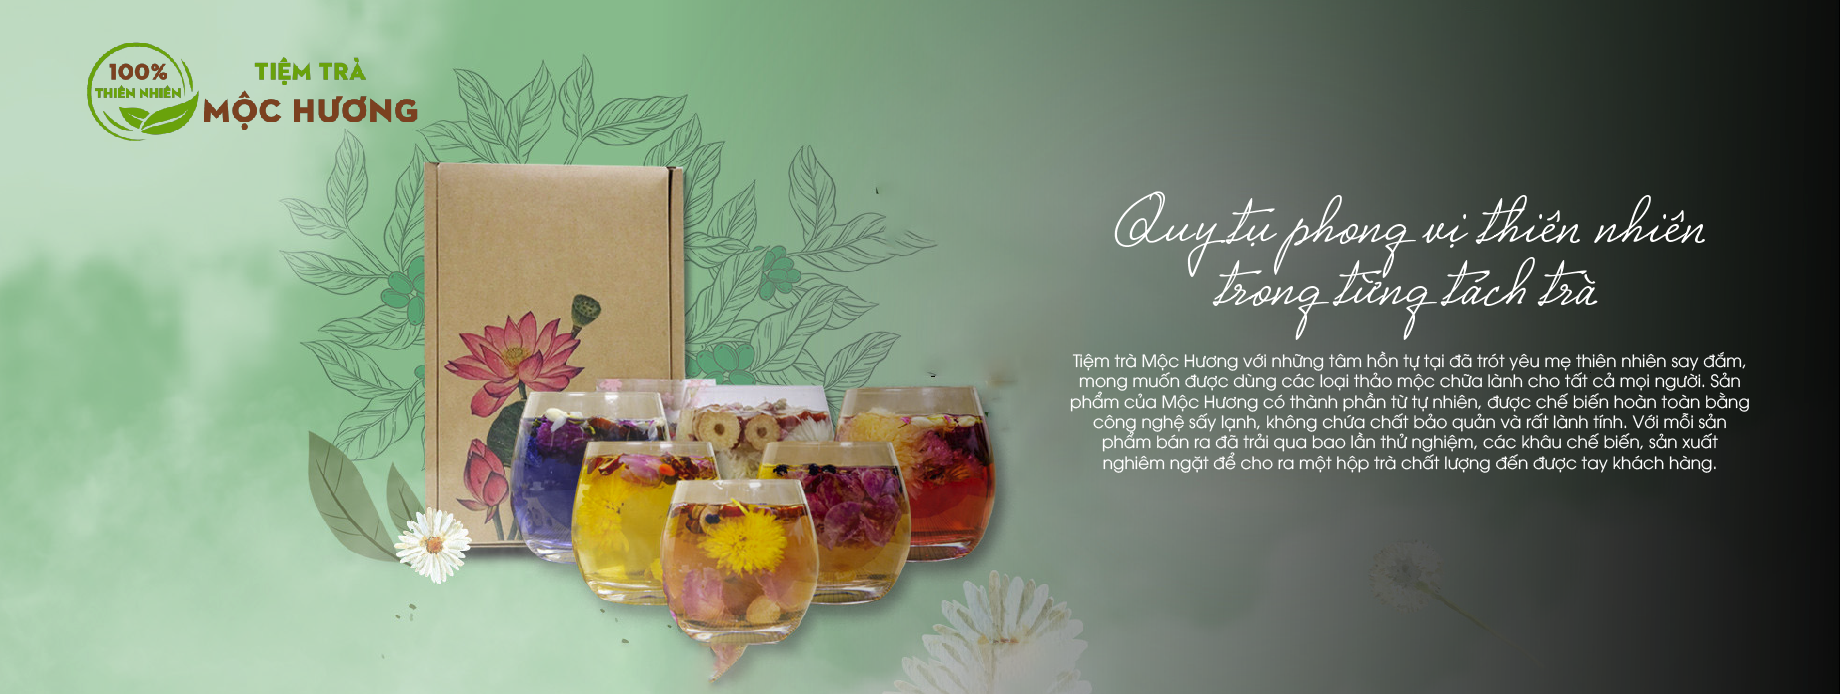 100%
THIÊN NHIÊN
TIỆM TRÀ
MỘC HƯƠNG
Quy tụ phong vị thiên nhiên
trong từng tách trà
Tiệm trà Mộc Hương với những tâm hồn tự tại đã trót yêu mẹ thiên nhiên say đắm,
mong muốn được dùng các loại thảo mộc chữa lành cho tất cả mọi người. Sản
phẩm của Mộc Hương có thành phần từ tự nhiên, được chế biến hoàn toàn bằng
công nghệ sấy lạnh, không chứa chất bảo quản và rất lành tính. Với mỗi sản
phẩm bán ra đã trải qua bao lần thử nghiệm, các khâu chế biến, sản xuất
nghiêm ngặt để cho ra một hộp trà chất lượng đến được tay khách hàng.